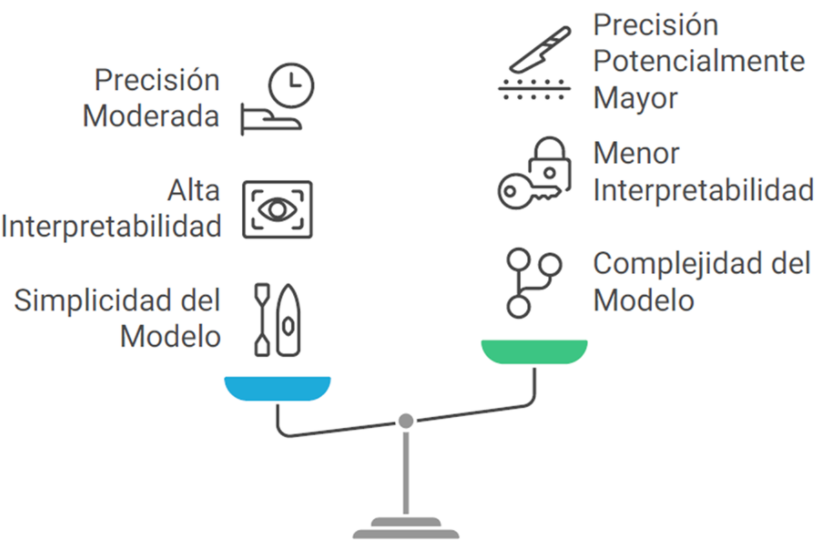 Precisión
Moderada
Alta
Interpretabilidad
Simplicidad del
Modelo
Precisión
Potencialmente
Mayor
Menor
Interpretabilidad
Complejidad del
Modelo